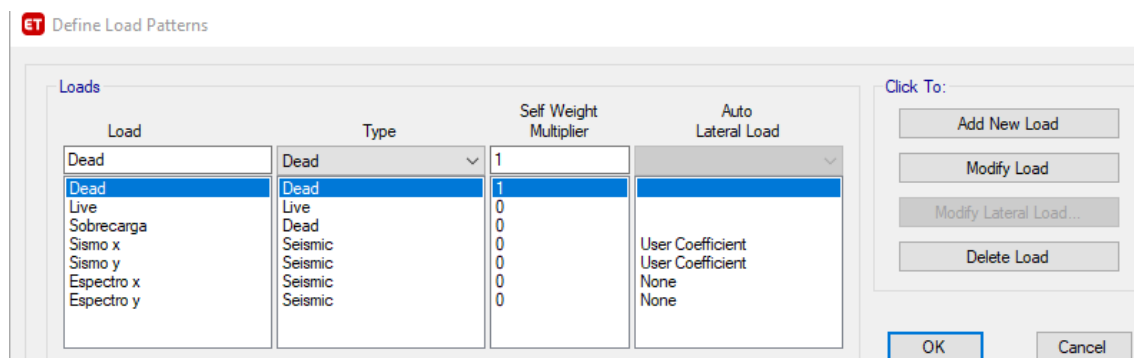 ET Define Load Patterns
Loads
Click To:
Load Type Self Weight Multiplier Auto Lateral Load
Add New Load
Dead Dead 1
Modify Load
Dead Dead 1
Live Live 0
Modify Lateral Load...
Sobrecarga Dead 0
Sismo x Seismic 0 User Coefficient
Sismo y Seismic 0 User Coefficient
Delete Load
Espectro x Seismic 0 None
Espectro y Seismic 0 None
OK Cancel